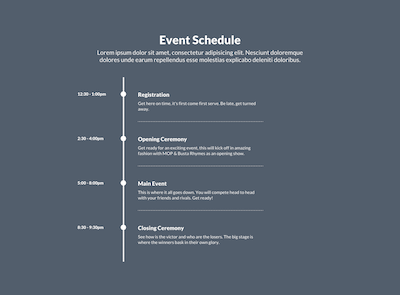 Event Schedule
Lorem ipsum dolor sit amet, consectetur adipisicing elit. Nesciunt doloremque
dolores unde earum repellendus esse molestias explicabo deleniti doloribus.
12:30 - 1:00pm
Registration
Get here on time, it's first come first serve. Be late, get turned
away.
2:30 - 4:00pm
Opening Ceremony
Get ready for an exciting event, this will kick off in amazing
fashion with MOP & Busta Rhymes as an opening show.
5:00 - 8:00pm
Main Event
This is where it all goes down. You will compete head to head
with your friends and rivals. Get ready!
8:30 - 9:30pm
Closing Ceremony
See how is the victor and who are the losers. The big stage is
where the winners bask in their own glory.